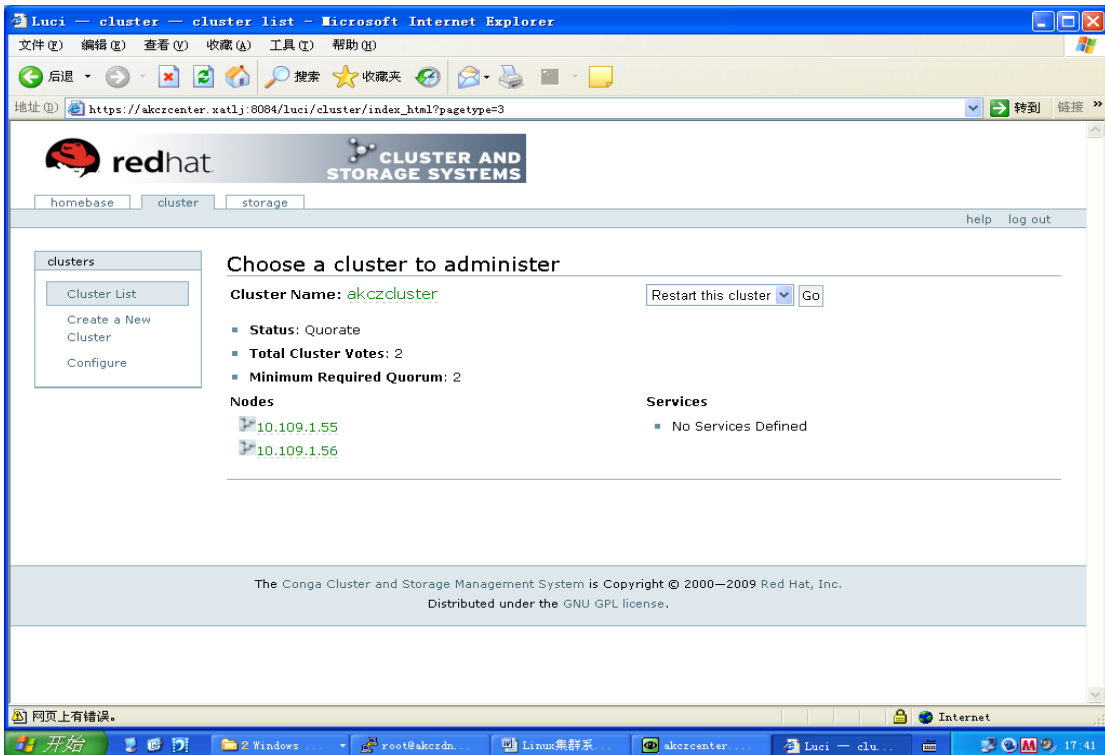 Luci — cluster — cluster list - Microsoft Internet Explorer
文件(F) 编辑(E) 查看(V) 收藏(A) 工具(T) 帮助(H)
后退 搜索 收藏夹
地址(D) https://akczcenter.xatlj:8084/luci/cluster/index_html?pagetype=3 转到 链接 »
redhat. CLUSTER AND STORAGE SYSTEMS
homebase cluster storage
help log out
clusters
Cluster List
Create a New
Cluster
Configure
Choose a cluster to administer
Cluster Name: akczcluster Restart this cluster Go
Status: Quorate
Total Cluster Votes: 2
Minimum Required Quorum: 2
Nodes Services
10.109.1.55 No Services Defined
10.109.1.56
The Conga Cluster and Storage Management System is Copyright © 2000—2009 Red Hat, Inc.
Distributed under the GNU GPL license.
网页上有错误。 Internet
开始 2 Windows ... root@akczdn... Linux集群系... akczcenter.... Luci — clu... 17:41